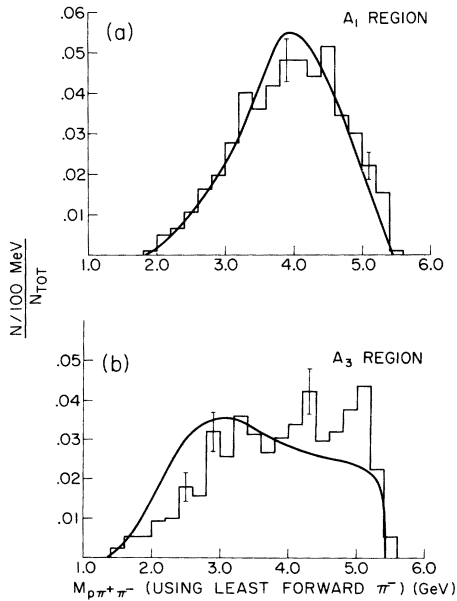 .06
(a)
A₁ REGION
.05
.04
.03
.02
.01
1.0 2.0 3.0 4.0 5.0 6.0
N/100 MeV
N_TOT
(b)
A₃ REGION
.05
.04
.03
.02
.01
1.0 2.0 3.0 4.0 5.0 6.0
M_pπ⁺π⁻ (USING LEAST FORWARD π⁻) (GeV)